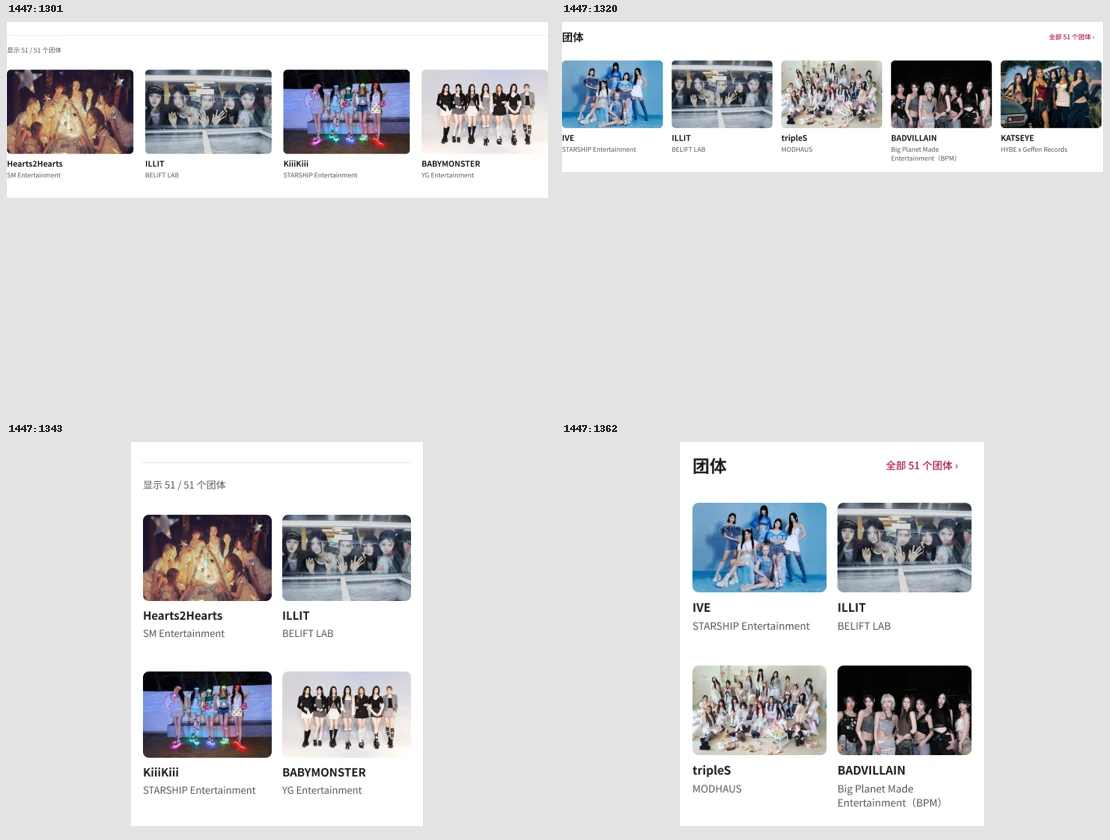 1447:1301
显示 51 / 51 个团体
Hearts2Hearts
SM Entertainment
ILLIT
BELIFT LAB
KiiiKiii
STARSHIP Entertainment
BABYMONSTER
YG Entertainment
1447:1320
团体
全部 51 个团体 ›
IVE
STARSHIP Entertainment
ILLIT
BELIFT LAB
tripleS
MODHAUS
BADVILLAIN
Big Planet Made
Entertainment（BPM）
KATSEYE
HYBE x Geffen Records
1447:1343
显示 51 / 51 个团体
Hearts2Hearts
SM Entertainment
ILLIT
BELIFT LAB
KiiiKiii
STARSHIP Entertainment
BABYMONSTER
YG Entertainment
1447:1362
团体
全部 51 个团体 ›
IVE
STARSHIP Entertainment
ILLIT
BELIFT LAB
tripleS
MODHAUS
BADVILLAIN
Big Planet Made
Entertainment（BPM）